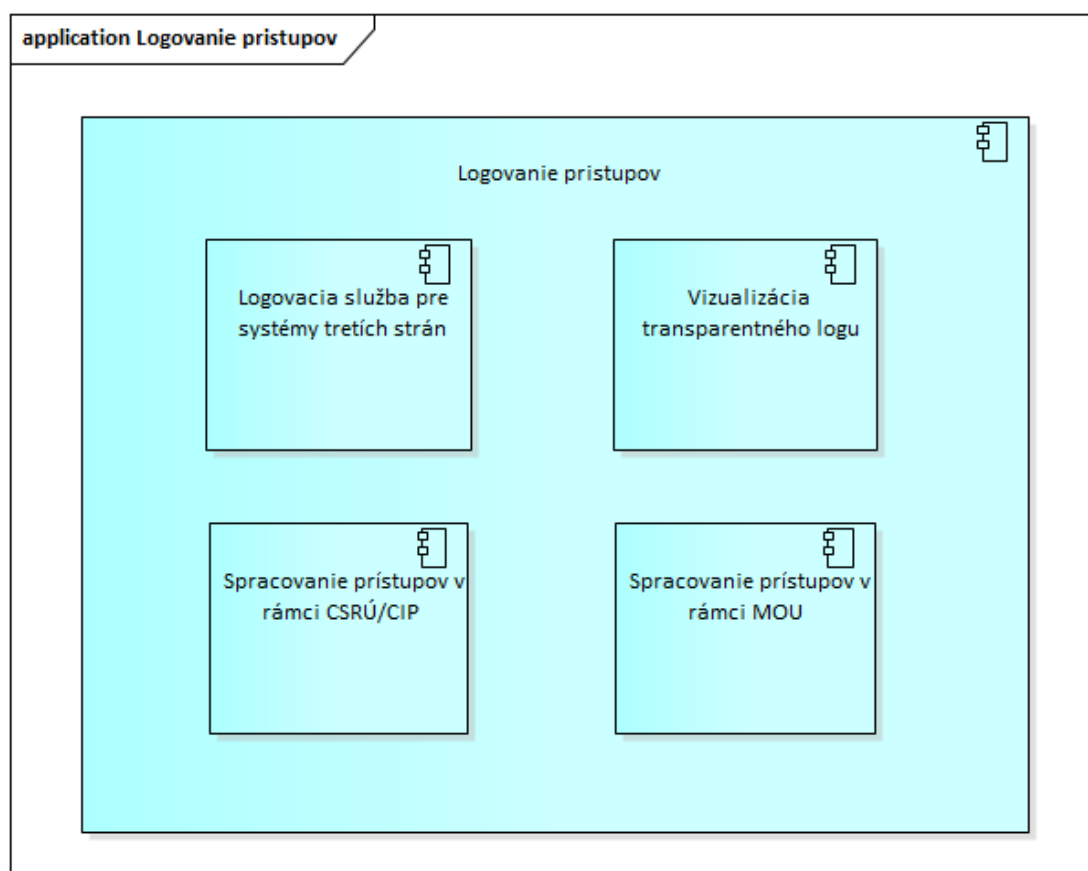 application Logovanie pristupov
Logovanie pristupov
Logovacia služba pre
systémy tretích strán
Vizualizácia
transparentného logu
Spracovanie prístupov v
rámci CSRÚ/CIP
Spracovanie prístupov v
rámci MOU